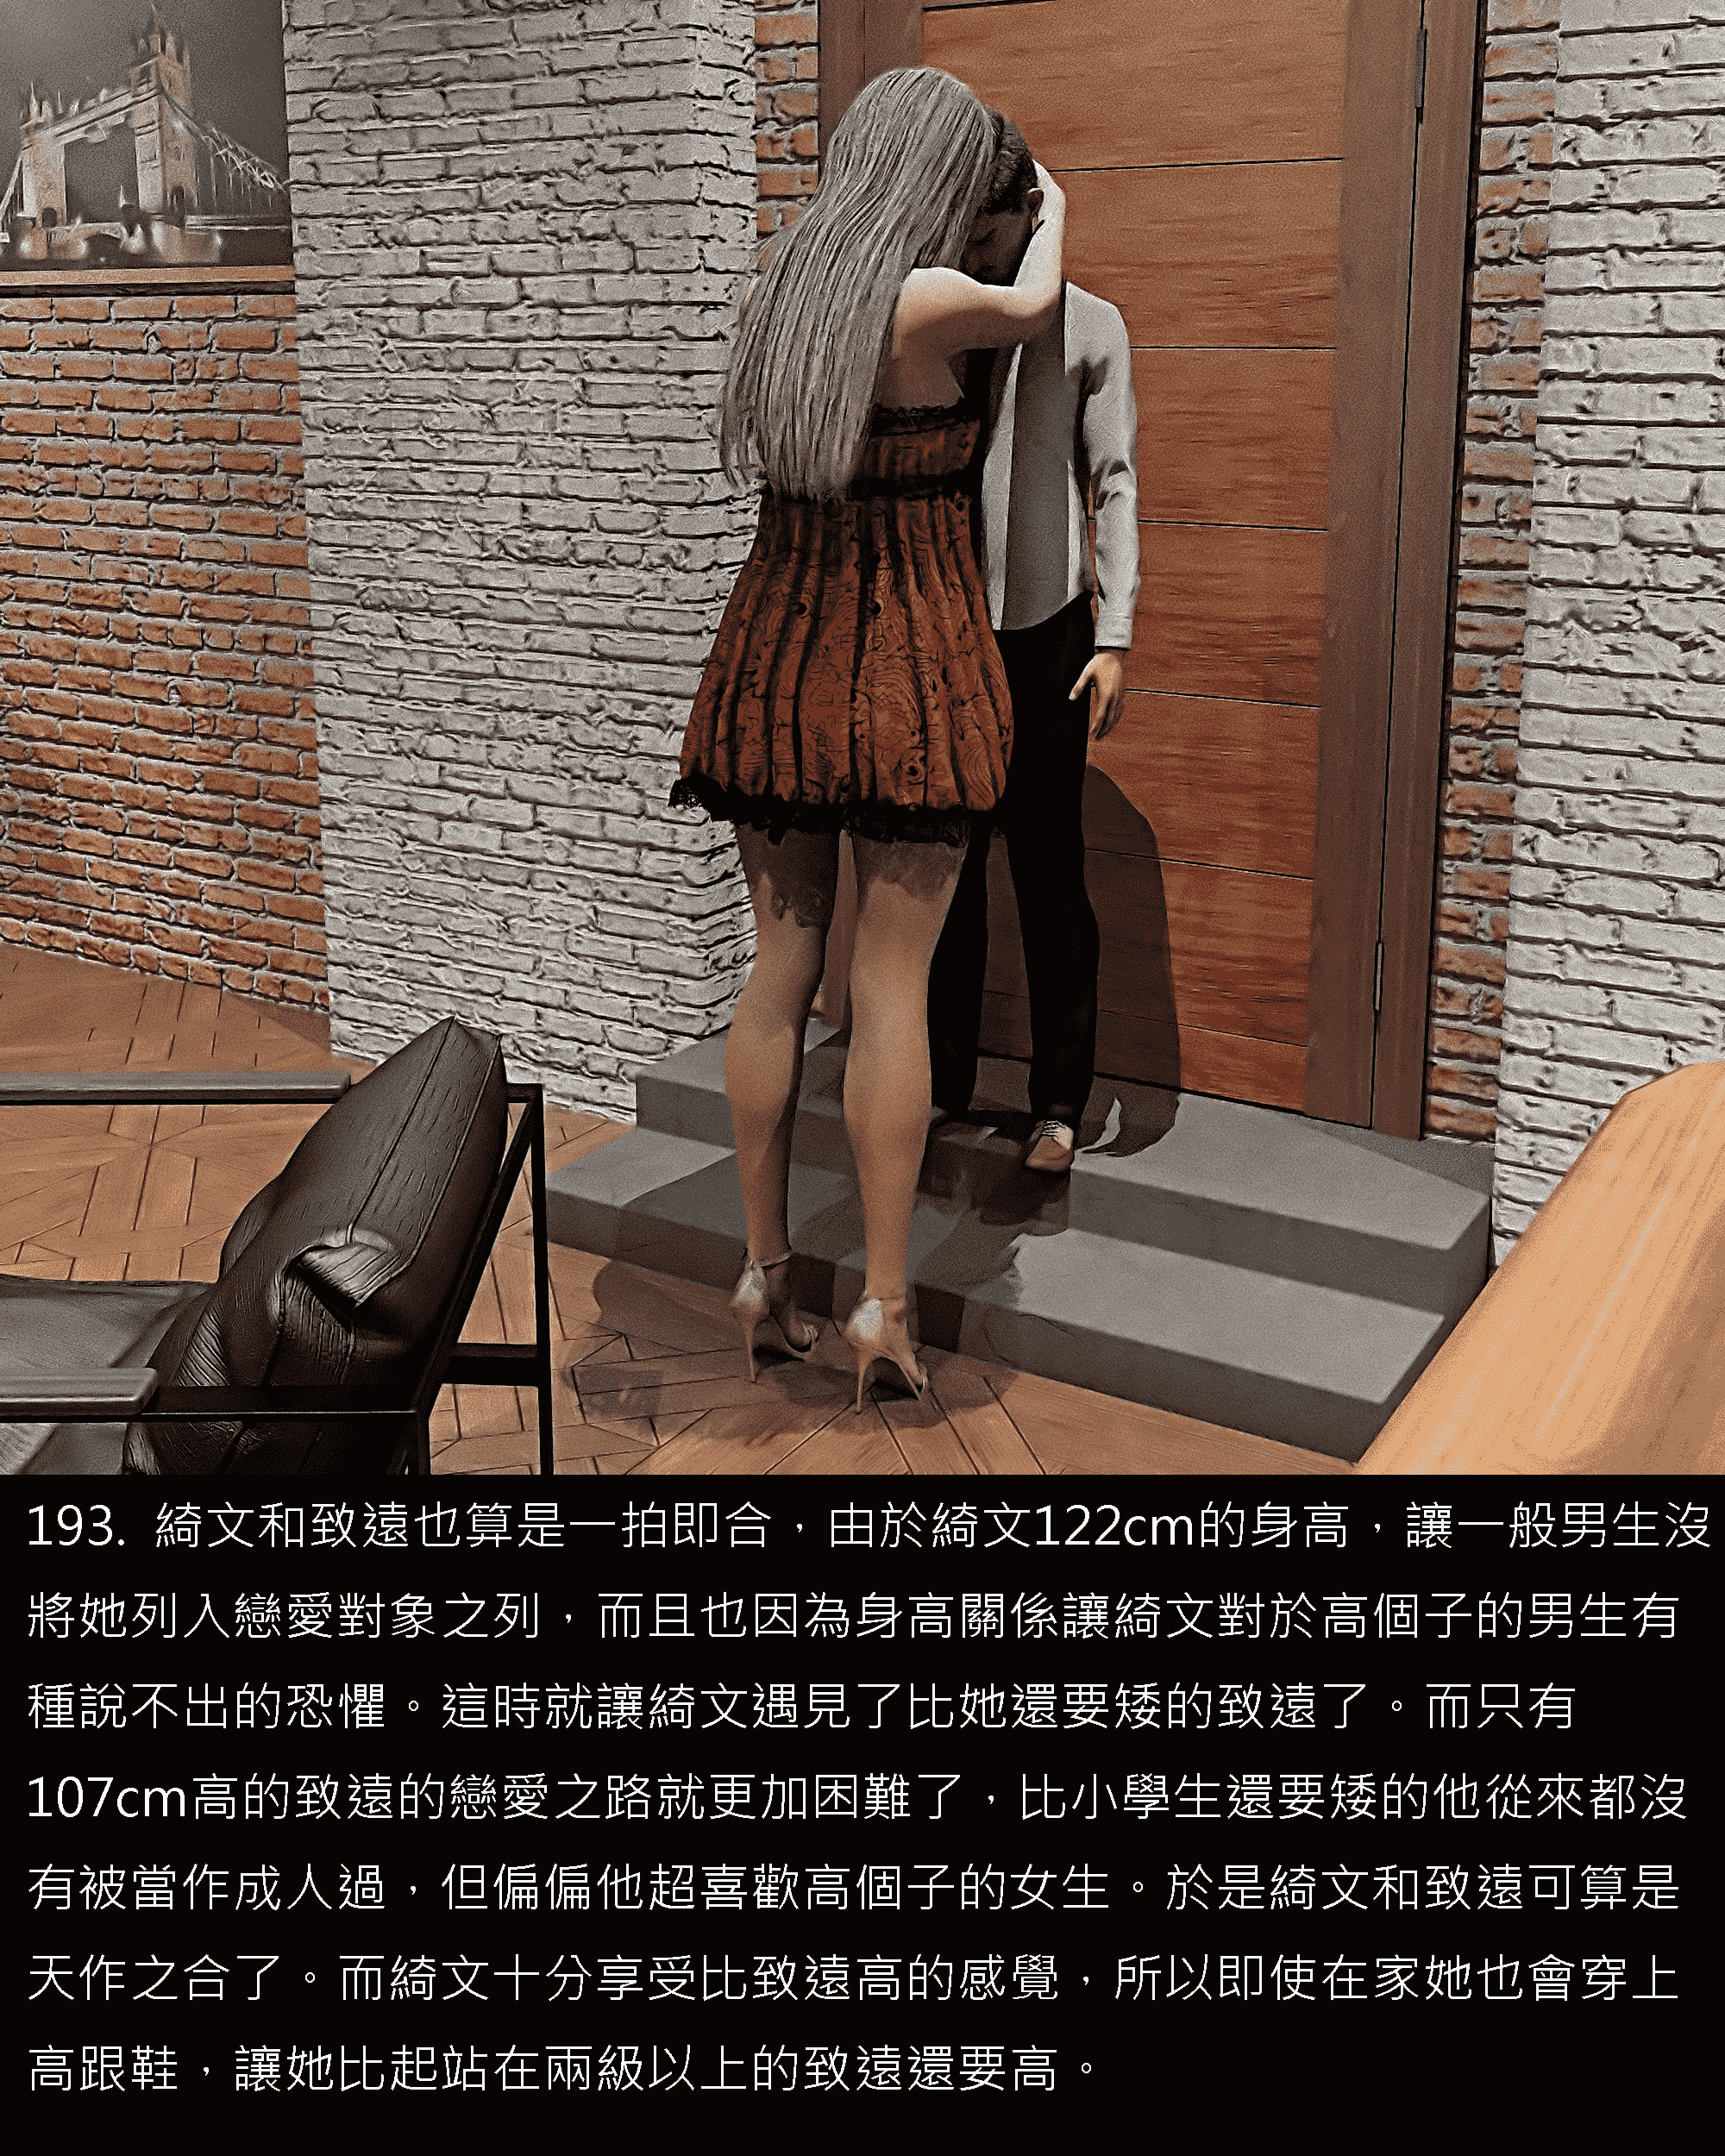 193. 綺文和致遠也算是一拍即合，由於綺文122cm的身高，讓一般男生沒
將她列入戀愛對象之列，而且也因為身高關係讓綺文對於高個子的男生有
種說不出的恐懼。這時就讓綺文遇見了比她還要矮的致遠了。而只有
107cm高的致遠的戀愛之路就更加困難了，比小學生還要矮的他從來都沒
有被當作成人過，但偏偏他超喜歡高個子的女生。於是綺文和致遠可算是
天作之合了。而綺文十分享受比致遠高的感覺，所以即使在家她也會穿上
高跟鞋，讓她比起站在兩級以上的致遠還要高。